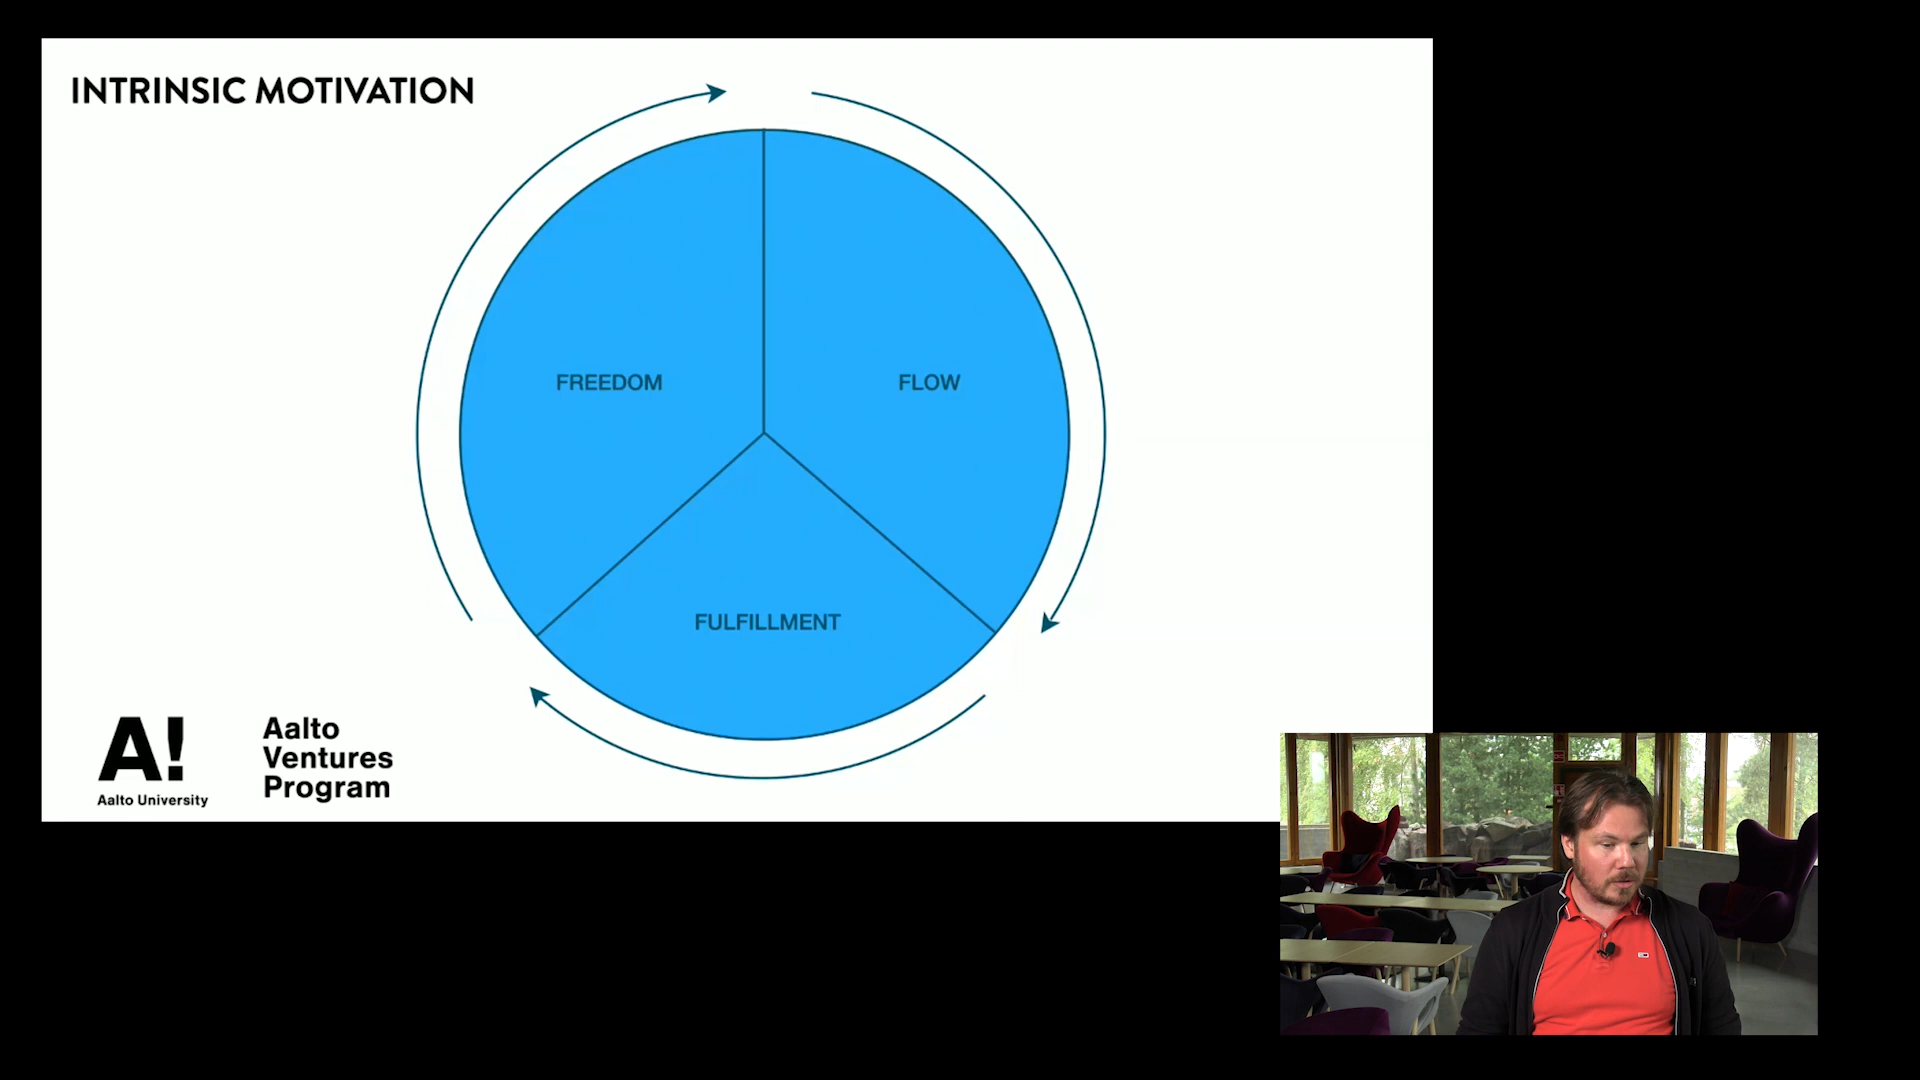 INTRINSIC MOTIVATION
FREEDOM
FLOW
FULFILLMENT
A!
Aalto University
Aalto
Ventures
Program